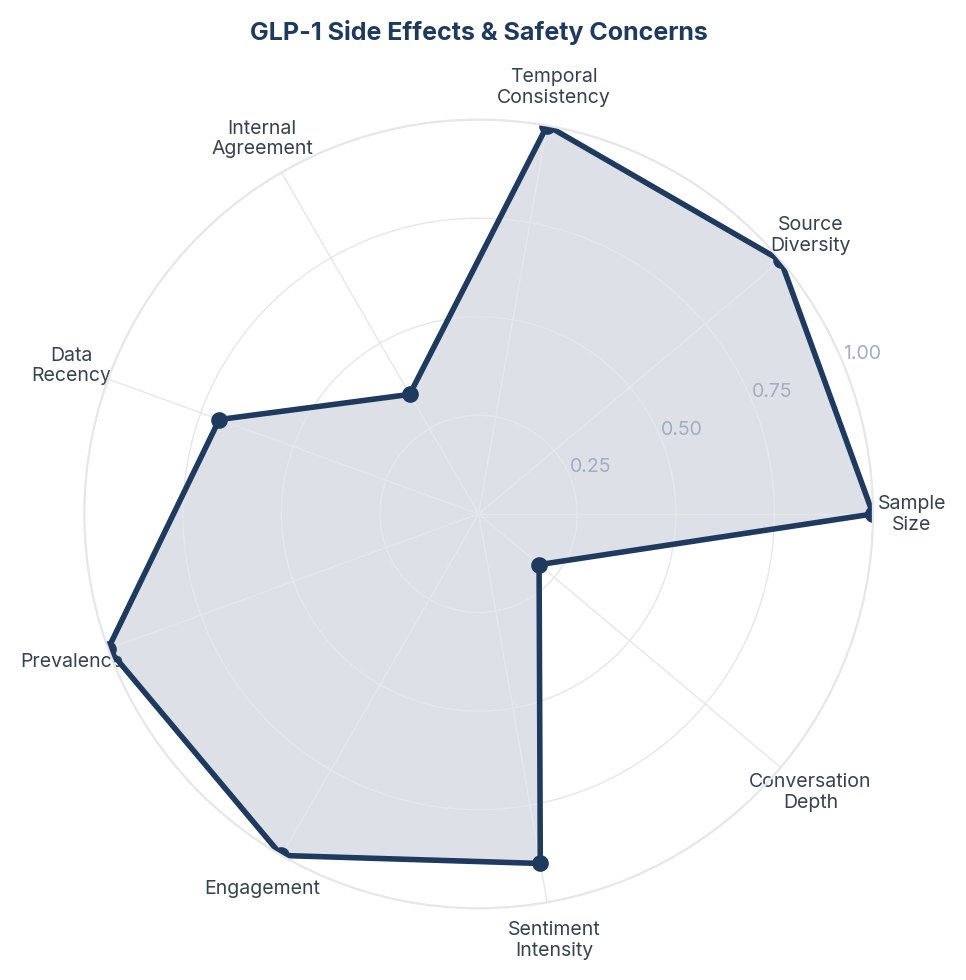 GLP-1 Side Effects & Safety Concerns
Temporal
Consistency
Internal
Agreement
Source
Diversity
Data
Recency
1.00
0.75
0.50
0.25
Sample
Size
Prevalence
Conversation
Depth
Engagement
Sentiment
Intensity